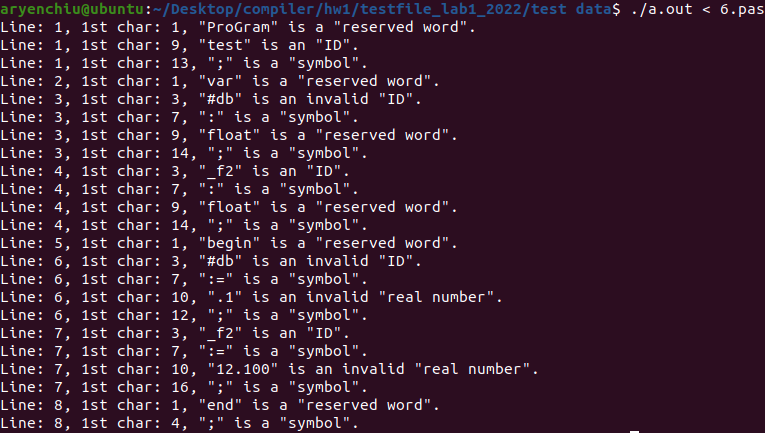 aryenchiu@ubuntu:~/Desktop/compiler/hw1/testfile_lab1_2022/test data$ ./a.out < 6.pas
Line: 1, 1st char: 1, "ProGram" is a "reserved word".
Line: 1, 1st char: 9, "test" is an "ID".
Line: 1, 1st char: 13, ";" is a "symbol".
Line: 2, 1st char: 1, "var" is a "reserved word".
Line: 3, 1st char: 3, "#db" is an invalid "ID".
Line: 3, 1st char: 7, ":" is a "symbol".
Line: 3, 1st char: 9, "float" is a "reserved word".
Line: 3, 1st char: 14, ";" is a "symbol".
Line: 4, 1st char: 3, "_f2" is an "ID".
Line: 4, 1st char: 7, ":" is a "symbol".
Line: 4, 1st char: 9, "float" is a "reserved word".
Line: 4, 1st char: 14, ";" is a "symbol".
Line: 5, 1st char: 1, "begin" is a "reserved word".
Line: 6, 1st char: 3, "#db" is an invalid "ID".
Line: 6, 1st char: 7, ":=" is a "symbol".
Line: 6, 1st char: 10, ".1" is an invalid "real number".
Line: 6, 1st char: 12, ";" is a "symbol".
Line: 7, 1st char: 3, "_f2" is an "ID".
Line: 7, 1st char: 7, ":=" is a "symbol".
Line: 7, 1st char: 10, "12.100" is an invalid "real number".
Line: 7, 1st char: 16, ";" is a "symbol".
Line: 8, 1st char: 1, "end" is a "reserved word".
Line: 8, 1st char: 4, ";" is a "symbol".